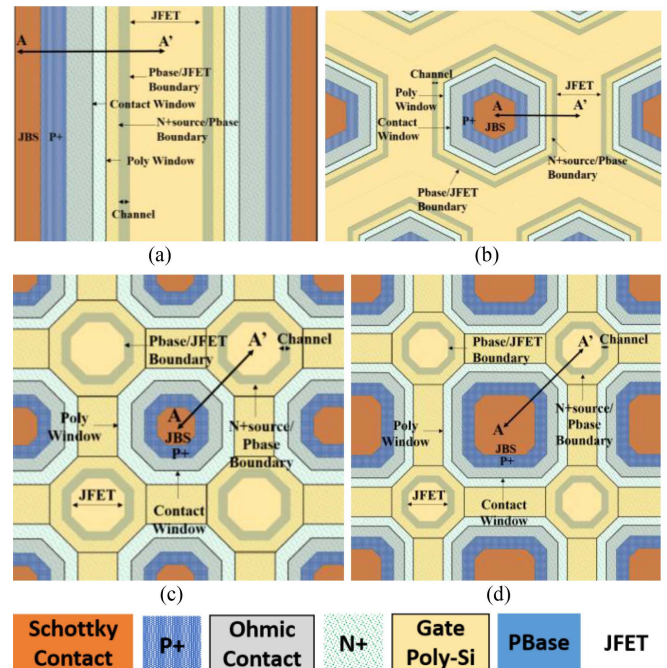 JFET
A
A'
Pbase/JFET
Boundary
Contact Window
N+source/Pbase
Boundary
JBS
P+
Poly Window
Channel
(a)
Channel
JFET
Poly
Window
A
A'
P+
JBS
Contact
Window
N+source/Pbase
Boundary
Pbase/JFET
Boundary
(b)
A'
Channel
Pbase/JFET
Boundary
Poly
Window
A
JBS
P+
N+source/
Pbase
Boundary
JFET
Contact
Window
(c)
A'
Channel
Pbase/JFET
Boundary
Poly
Window
A
JBS
P+
N+source/
Pbase
Boundary
JFET
Contact
Window
(d)
Schottky
Contact
P+
Ohmic
Contact
N+
Gate
Poly-Si
PBase
JFET